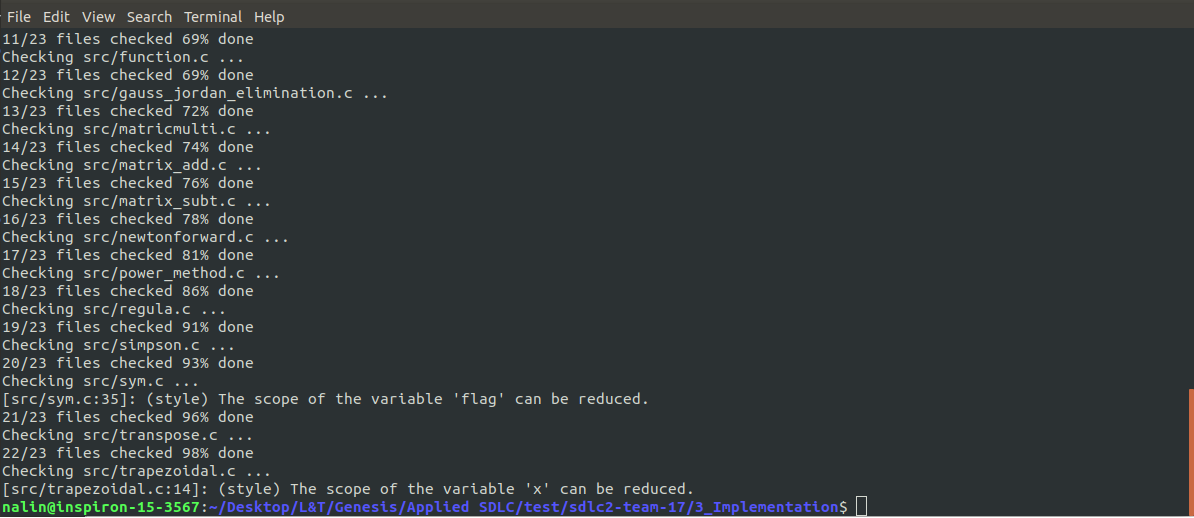 File Edit View Search Terminal Help
11/23 files checked 69% done
Checking src/function.c ...
12/23 files checked 69% done
Checking src/gauss_jordan_elimination.c ...
13/23 files checked 72% done
Checking src/matricmulti.c ...
14/23 files checked 74% done
Checking src/matrix_add.c ...
15/23 files checked 76% done
Checking src/matrix_subt.c ...
16/23 files checked 78% done
Checking src/newtonforward.c ...
17/23 files checked 81% done
Checking src/power_method.c ...
18/23 files checked 86% done
Checking src/regula.c ...
19/23 files checked 91% done
Checking src/simpson.c ...
20/23 files checked 93% done
Checking src/sym.c ...
[src/sym.c:35]: (style) The scope of the variable 'flag' can be reduced.
21/23 files checked 96% done
Checking src/transpose.c ...
22/23 files checked 98% done
Checking src/trapezoidal.c ...
[src/trapezoidal.c:14]: (style) The scope of the variable 'x' can be reduced.
nalin@inspiron-15-3567:~/Desktop/L&T/Genesis/Applied SDLC/test/sdlc2-team-17/3_Implementation$